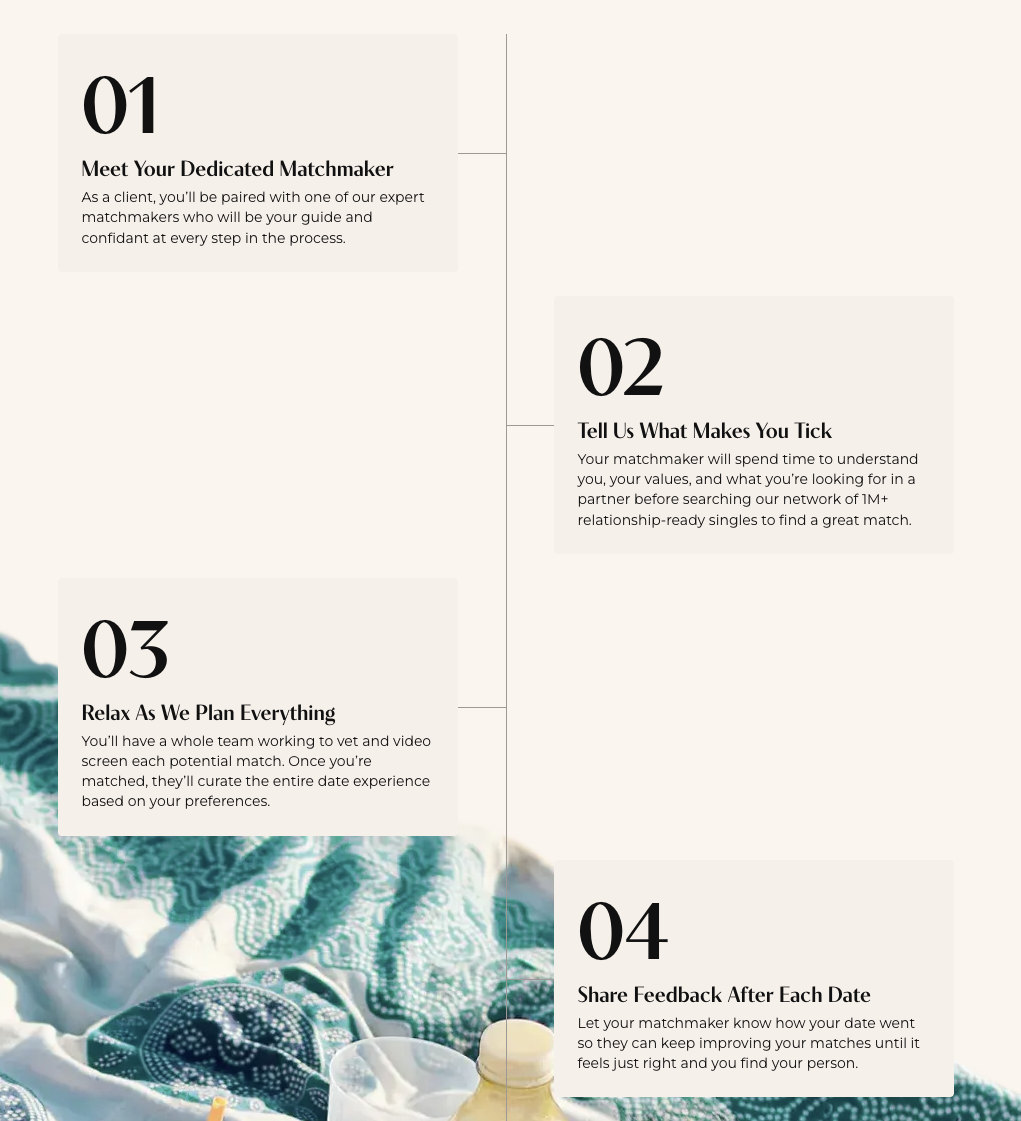 01
Meet Your Dedicated Matchmaker
As a client, you’ll be paired with one of our expert
matchmakers who will be your guide and
confidant at every step in the process.
02
Tell Us What Makes You Tick
Your matchmaker will spend time to understand
you, your values, and what you’re looking for in a
partner before searching our network of 1M+
relationship-ready singles to find a great match.
03
Relax As We Plan Everything
You’ll have a whole team working to vet and video
screen each potential match. Once you’re
matched, they’ll curate the entire date experience
based on your preferences.
04
Share Feedback After Each Date
Let your matchmaker know how your date went
so they can keep improving your matches until it
feels just right and you find your person.